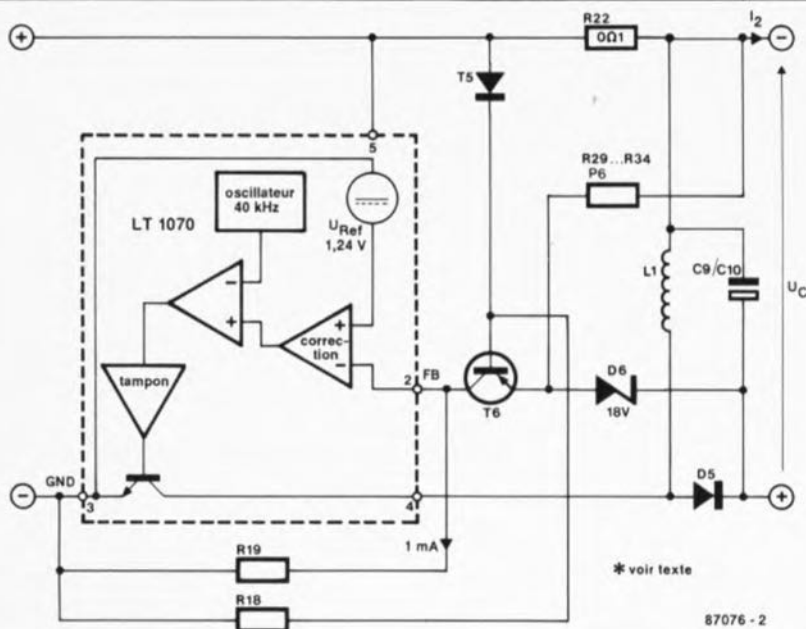 R22
0Ω1
I2
T5
5
R29...R34
P6
oscillateur
40 kHz
LT 1070
URef
1,24 V
L1
C9/C10
UC
correc-
tion
tampon
2
FB
T6
D6
18V
GND
3
4
D5
1 mA
R19
* voir texte
R18
87076 - 2